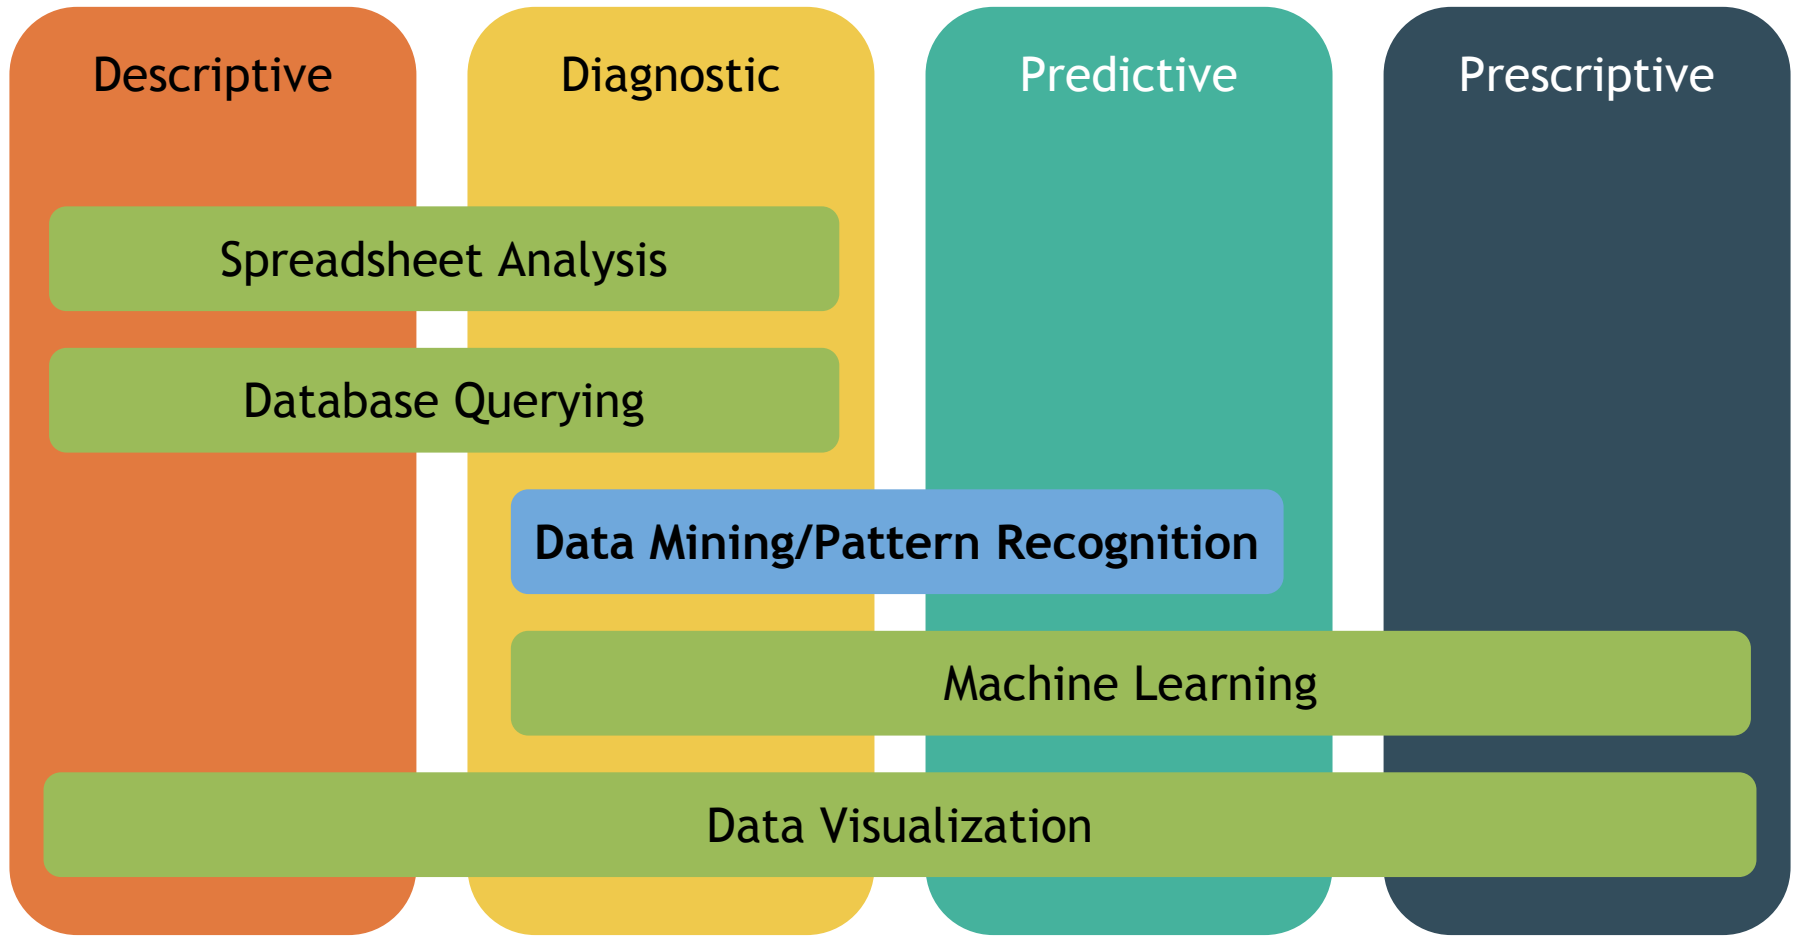 Descriptive
Diagnostic
Predictive
Prescriptive
Spreadsheet Analysis
Database Querying
Data Mining/Pattern Recognition
Machine Learning
Data Visualization